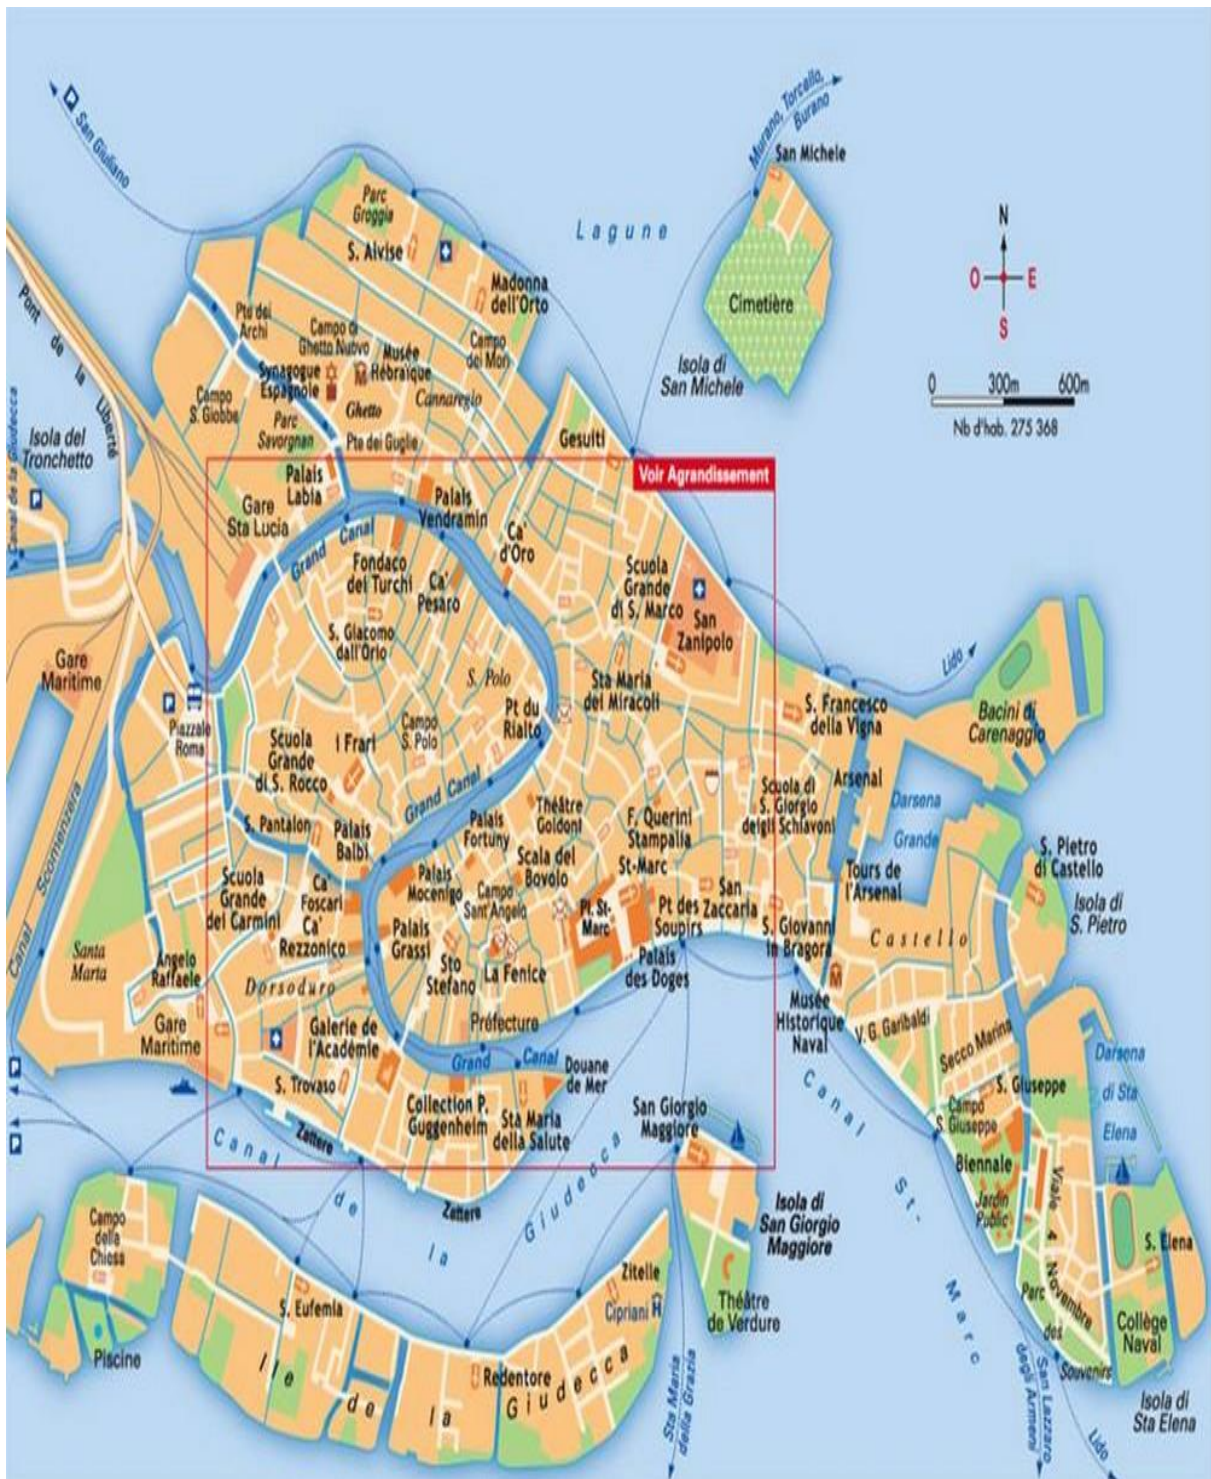 San Giuliano
Murano, Torcello,
Burano
San Michele
Parc
Groggia
S. Alvise
Lagune
N
O
E
S
Madonna
dell'Orto
Cimetière
Pte dei
Archi
Campo di
Ghetto Nuovo
Musée
Hébraïque
Campo
dei Mori
Pont de la Liberté
Synagogue
Espagnole
Isola di
San Michele
0
300m
600m
Nb d'hab. 275 368
Campo
S. Giobbe
Ghetto
Cannaregio
Parc
Savorgnan
Pte dei Guglie
Gesuiti
Canal de la Giudecca
Isola del
Tronchetto
P
Voir Agrandissement
Palais
Labia
Gare
Sta Lucia
Palais
Vendramin
Ca'
d'Oro
Grand Canal
Fondaco
dei Turchi
Ca'
Pesaro
Scuola
Grande
di S. Marco
San
Zanipolo
S. Giacomo
dall'Orio
Lido
Gare
Maritime
S. Polo
Sta Maria
dei Miracoli
P
Piazzale
Roma
Pt du
Rialto
S. Francesco
della Vigna
Bacini di
Carenaggio
Scuola
Grande
di S. Rocco
I Frari
Campo
S. Polo
Grand Canal
Arsenal
Darsena
Grande
Scuola di
S. Giorgio
deigli Schiavoni
Canal Scomenzera
S. Pantalon
Palais
Balbi
Palais
Fortuny
Théâtre
Goldoni
F. Querini
Stampalia
S. Pietro
di Castello
Scala del
Bovolo
St-Marc
Tours de
l'Arsenal
Isola di
S. Pietro
Scuola
Grande
dei Carmini
Ca'
Foscari
Palais
Mocenigo
Campo
Sant'Angelo
Pl. St-
Marc
Pt des
Soupirs
San
Zaccaria
S. Giovanni
in Bragora
Castello
Ca'
Rezzonico
Palais
Grassi
Santa
Maria
Angelo
Raffaele
Sto
Stefano
La Fenice
Palais
des Doges
Dorsoduro
Musée
Historique
Naval
Gare
Maritime
Galerie de
l'Académie
Préfecture
V. G. Garibaldi
Secco Marina
Grand Canal
Douane
de Mer
Darsena
di Sta
Elena
P
S. Trovaso
Collection P.
Guggenheim
Sta Maria
della Salute
San Giorgio
Maggiore
Canal St-Marc
S. Giuseppe
Campo
S. Giuseppe
P
Zattere
Canal de la Giudecca
Biennale
Jardin
Public
Viale 4 Novembre
Zattere
Isola di
San Giorgio
Maggiore
Campo
della
Chiesa
S. Elena
Zitelle
Cipriani H
S. Eufemia
Théâtre
de Verdure
Parc des Souvenirs
Collège
Naval
Piscine
Redentore
Ile de la Giudecca
Sta Maria
della Grazia
San Lazzaro
degli Armeni
Lido
Isola di
Sta Elena